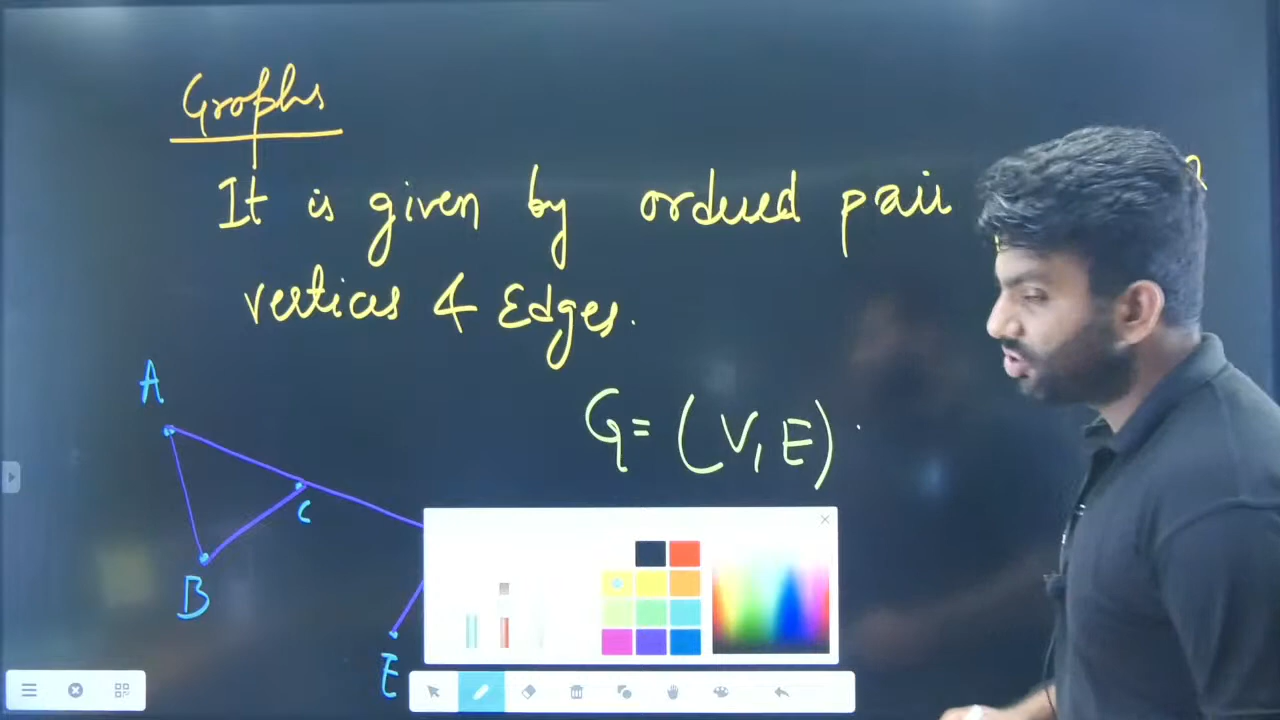 Graphs
It is given by ordered pair
vertices & Edges.
G = (V, E)
A
C
B
E